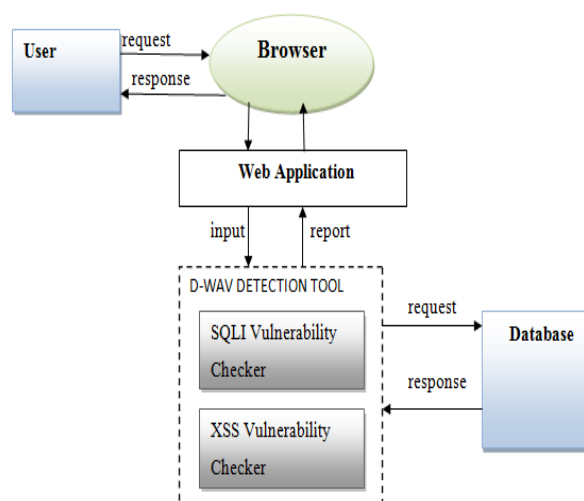 User
request
response
Browser
Web Application
input
report
D-WAV DETECTION TOOL
SQLI Vulnerability
Checker
XSS Vulnerability
Checker
request
response
Database